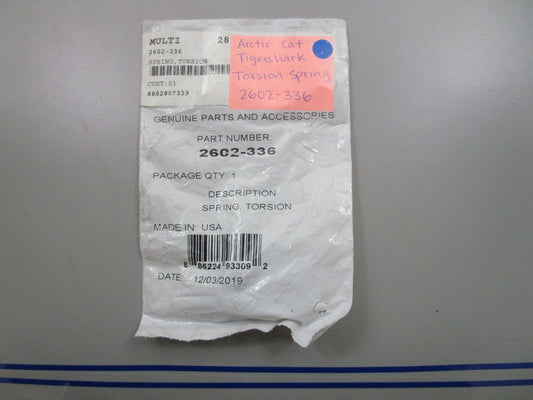 MULTI 28
2602-336
SPRING, TORSION
CUST:01
8802867339
Arctic Cat
Tigershark
Torsion Spring
2602-336
GENUINE PARTS AND ACCESSORIES
PART NUMBER:
2602-336
PACKAGE QTY: 1
DESCRIPTION
SPRING, TORSION
MADE IN: USA
8 86224 93309 2
DATE: 12/03/2019